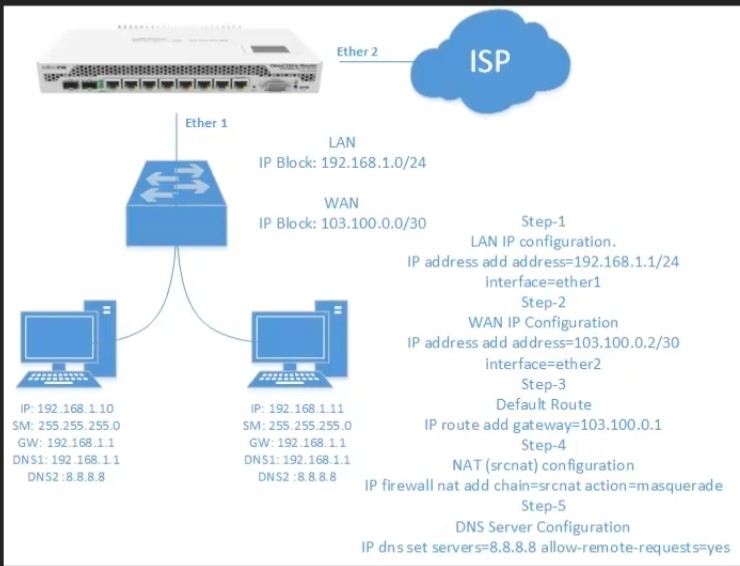 Ether 2
ISP
Ether 1
LAN
IP Block: 192.168.1.0/24
WAN
IP Block: 103.100.0.0/30
Step-1
LAN IP configuration.
IP address add address=192.168.1.1/24
interface=ether1
Step-2
WAN IP Configuration
IP address add address=103.100.0.2/30
interface=ether2
Step-3
Default Route
IP route add gateway=103.100.0.1
Step-4
NAT (srcnat) configuration
IP firewall nat add chain=srcnat action=masquerade
Step-5
DNS Server Configuration
IP dns set servers=8.8.8.8 allow-remote-requests=yes
IP: 192.168.1.10
SM: 255.255.255.0
GW: 192.168.1.1
DNS1: 192.168.1.1
DNS2 :8.8.8.8
IP: 192.168.1.11
SM: 255.255.255.0
GW: 192.168.1.1
DNS1: 192.168.1.1
DNS2 :8.8.8.8